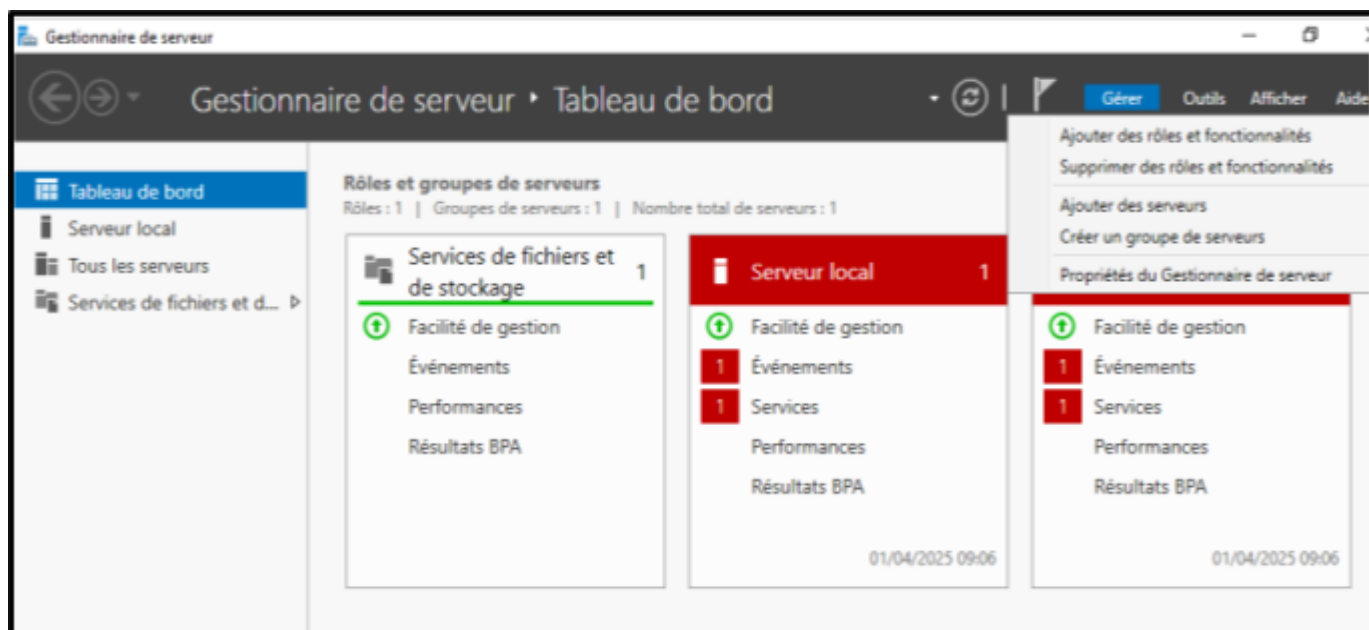 Gestionnaire de serveur
Gestionnaire de serveur ‣ Tableau de bord
Gérer Outils Afficher Aide
Ajouter des rôles et fonctionnalités
Supprimer des rôles et fonctionnalités
Ajouter des serveurs
Créer un groupe de serveurs
Propriétés du Gestionnaire de serveur
Tableau de bord
Serveur local
Tous les serveurs
Services de fichiers et d...
Rôles et groupes de serveurs
Rôles : 1 | Groupes de serveurs : 1 | Nombre total de serveurs : 1
Services de fichiers et
de stockage
1
Facilité de gestion
Événements
Performances
Résultats BPA
Serveur local 1
Facilité de gestion
1 Événements
1 Services
Performances
Résultats BPA
01/04/2025 09:06
Facilité de gestion
1 Événements
1 Services
Performances
Résultats BPA
01/04/2025 09:06